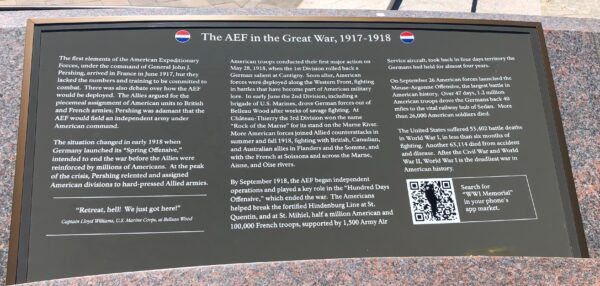 The AEF in the Great War, 1917-1918
The first elements of the American Expeditionary
Forces, under the command of General John J.
Pershing, arrived in France in June 1917, but they
lacked the numbers and training to be committed to
combat. There was also debate over how the AEF
would be deployed. The Allies argued for the
piecemeal assignment of American units to British
and French armies; Pershing was adamant that the
AEF would field an independent army under
American command.
The situation changed in early 1918 when
Germany launched its "Spring Offensive,"
intended to end the war before the Allies were
reinforced by millions of Americans. At the peak
of the crisis, Pershing relented and assigned
American divisions to hard-pressed Allied armies.
"Retreat, hell! We just got here!"
Captain Lloyd Williams, U.S. Marine Corps, at Belleau Wood
American troops conducted their first major action on
May 28, 1918, when the 1st Division rolled back a
German salient at Cantigny. Soon after, American
forces were deployed along the Western Front, fighting
in battles that have become part of American military
lore. In early June the 2nd Division, including a
brigade of U.S. Marines, drove German forces out of
Belleau Wood after weeks of savage fighting. At
Château-Thierry the 3rd Division won the name
"Rock of the Marne" for its stand on the Marne River.
More American forces joined Allied counterattacks in
summer and fall 1918, fighting with British, Canadian,
and Australian allies in Flanders and the Somme, and
with the French at Soissons and across the Marne,
Aisne, and Oise rivers.
By September 1918, the AEF began independent
operations and played a key role in the "Hundred Days
Offensive," which ended the war. The Americans
helped break the fortified Hindenburg Line at St.
Quentin, and at St. Mihiel, half a million American and
100,000 French troops, supported by 1,500 Army Air
Service aircraft, took back in four days territory the
Germans had held for almost four years.
On September 26 American forces launched the
Meuse-Argonne Offensive, the largest battle in
American history. Over 47 days, 1.2 million
American troops drove the Germans back 40
miles to the vital railway hub of Sedan. More
than 26,000 American soldiers died.
The United States suffered 53,402 battle deaths
in World War I, in less than six months of
fighting. Another 63,114 died from accident
and disease. After the Civil War and World
War II, World War I is the deadliest war in
American history.
Search for
"WWI Memorial"
in your phone's
app market.